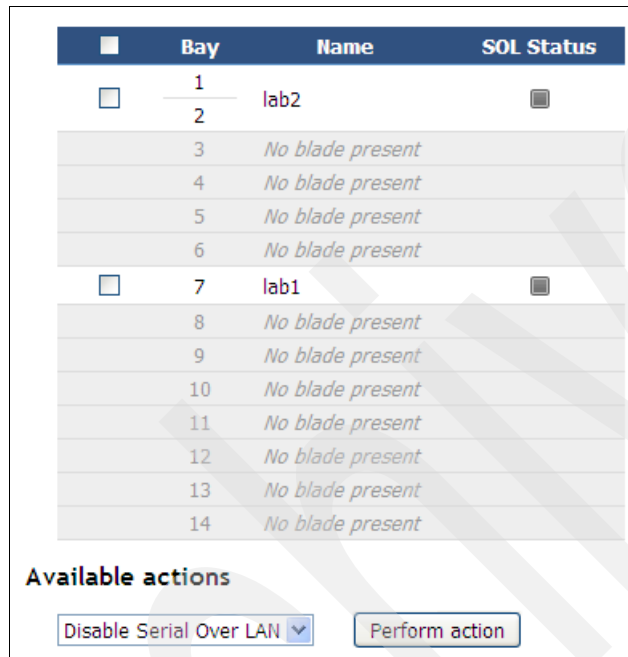 Bay Name SOL Status
1
lab2
2
3 No blade present
4 No blade present
5 No blade present
6 No blade present
7 lab1
8 No blade present
9 No blade present
10 No blade present
11 No blade present
12 No blade present
13 No blade present
14 No blade present
Available actions
Disable Serial Over LAN Perform action